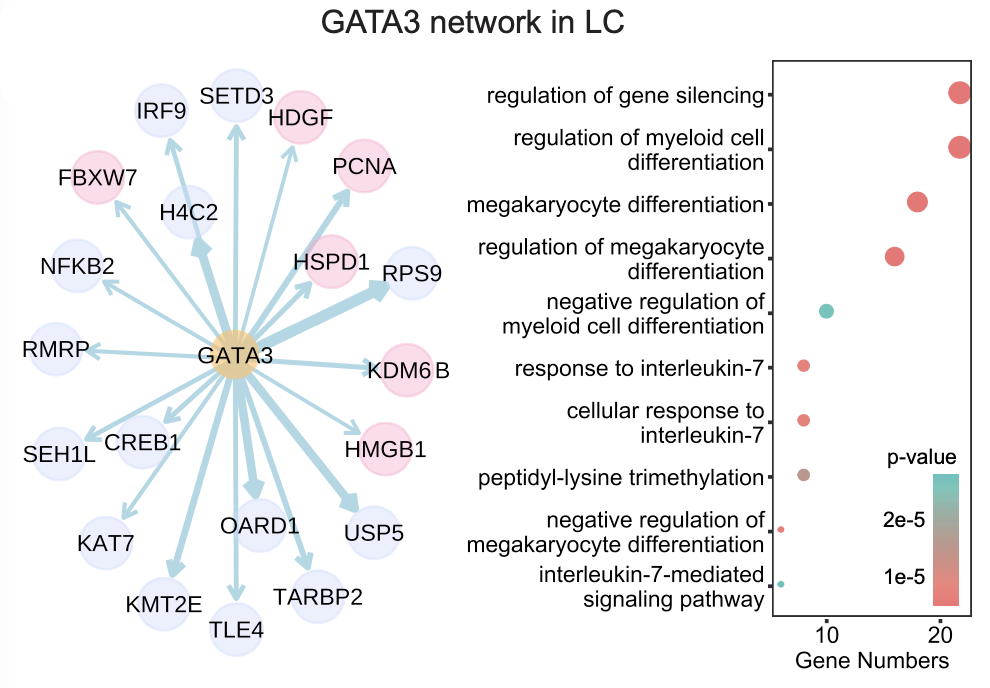 GATA3 network in LC
SETD3
IRF9
HDGF
PCNA
FBXW7
H4C2
HSPD1
NFKB2
RPS9
RMRP
GATA3
KDM6B
SEH1L
CREB1
HMGB1
KAT7
OARD1
USP5
KMT2E
TARBP2
TLE4
regulation of gene silencing
regulation of myeloid cell
differentiation
megakaryocyte differentiation
regulation of megakaryocyte
differentiation
negative regulation of
myeloid cell differentiation
response to interleukin-7
cellular response to
interleukin-7
peptidyl-lysine trimethylation
negative regulation of
megakaryocyte differentiation
interleukin-7-mediated
signaling pathway
p-value
2e-5
1e-5
10
20
Gene Numbers